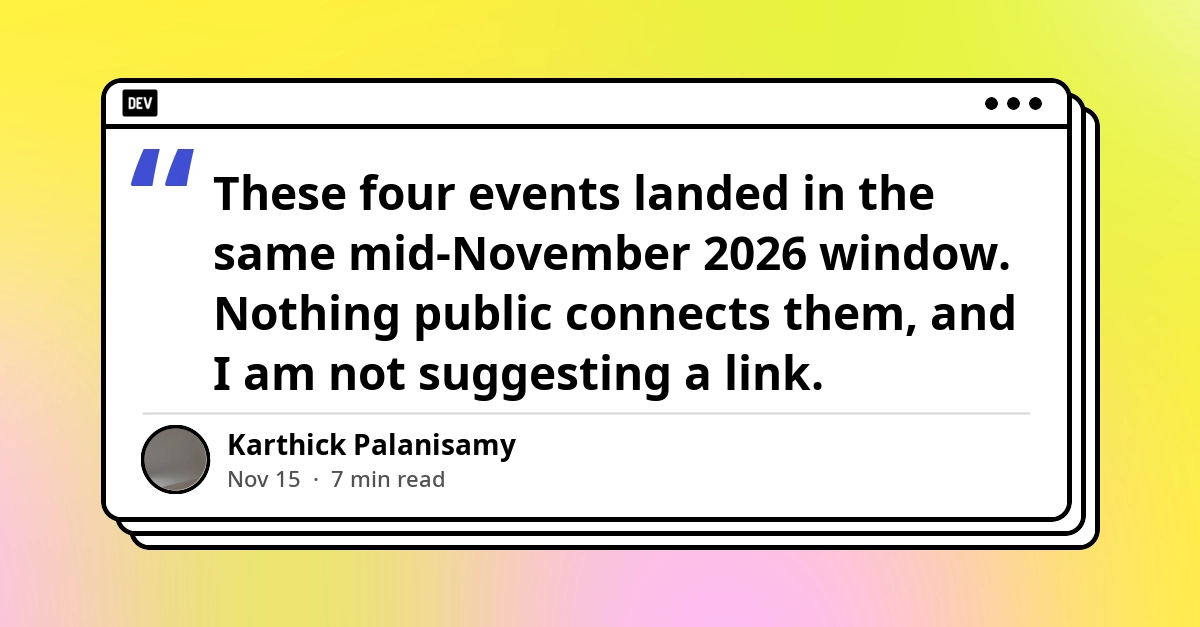 DEV
“
These four events landed in the
same mid-November 2026 window.
Nothing public connects them, and
I am not suggesting a link.
Karthick Palanisamy
Nov 15 · 7 min read